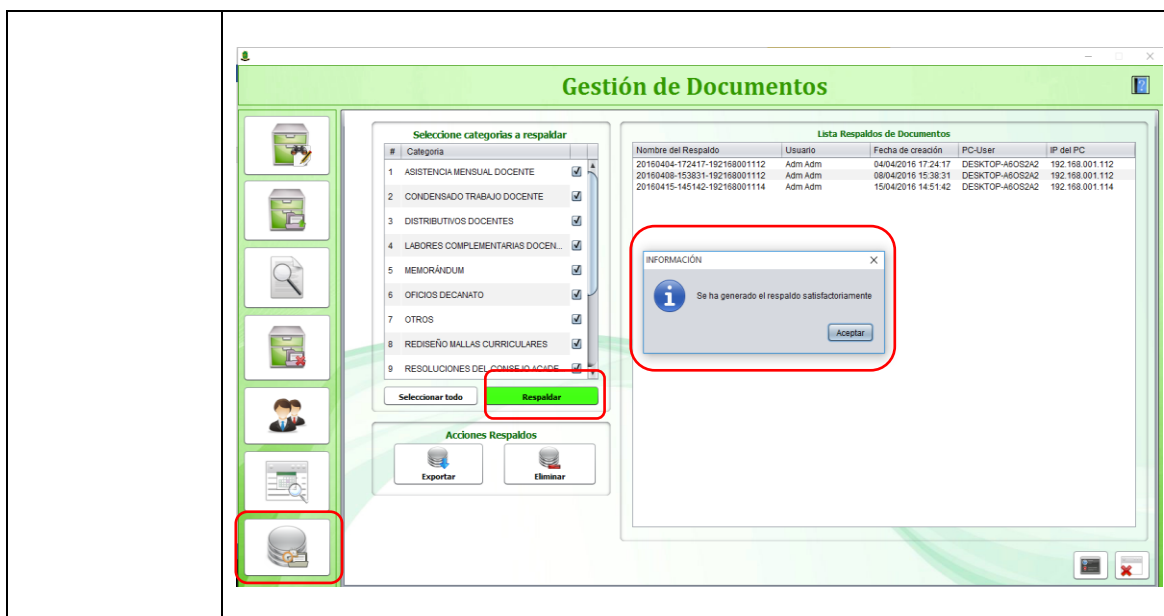 Gestión de Documentos
Seleccione categorias a respaldar
# Categoria
1 ASISTENCIA MENSUAL DOCENTE
2 CONDENSADO TRABAJO DOCENTE
3 DISTRIBUTIVOS DOCENTES
4 LABORES COMPLEMENTARIAS DOCEN...
5 MEMORÁNDUM
6 OFICIOS DECANATO
7 OTROS
8 REDISEÑO MALLAS CURRICULARES
9 RESOLUCIONES DEL CONSEJO ACADE...
Seleccionar todo Respaldar
Acciones Respaldos
Exportar Eliminar
Lista Respaldos de Documentos
Nombre del Respaldo Usuario Fecha de creación PC-User IP del PC
20160404-172417-192168001112 Adm Adm 04/04/2016 17:24:17 DESKTOP-A6OS2A2 192.168.001.112
20160408-153831-192168001112 Adm Adm 08/04/2016 15:38:31 DESKTOP-A6OS2A2 192.168.001.112
20160415-145142-192168001114 Adm Adm 15/04/2016 14:51:42 DESKTOP-A6OS2A2 192.168.001.114
INFORMACIÓN
Se ha generado el respaldo satisfactoriamente
Aceptar